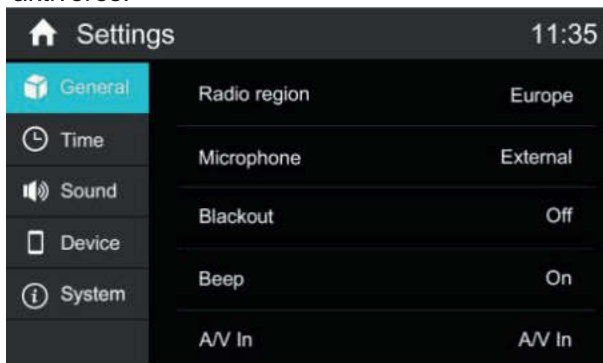 Settings 11:35
General
Time
Sound
Device
System
Radio region Europe
Microphone External
Blackout Off
Beep On
A/V In A/V In